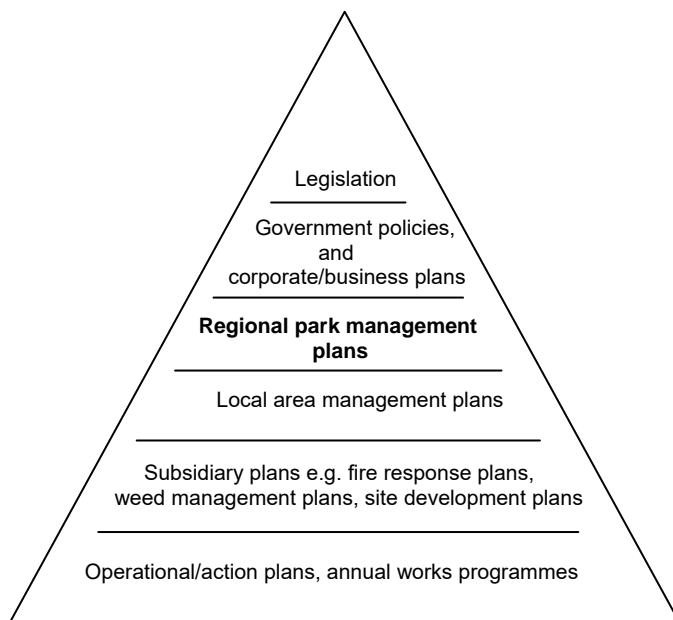 Legislation
Government policies,
and
corporate/business plans
Regional park management
plans
Local area management plans
Subsidiary plans e.g. fire response plans,
weed management plans, site development plans
Operational/action plans, annual works programmes